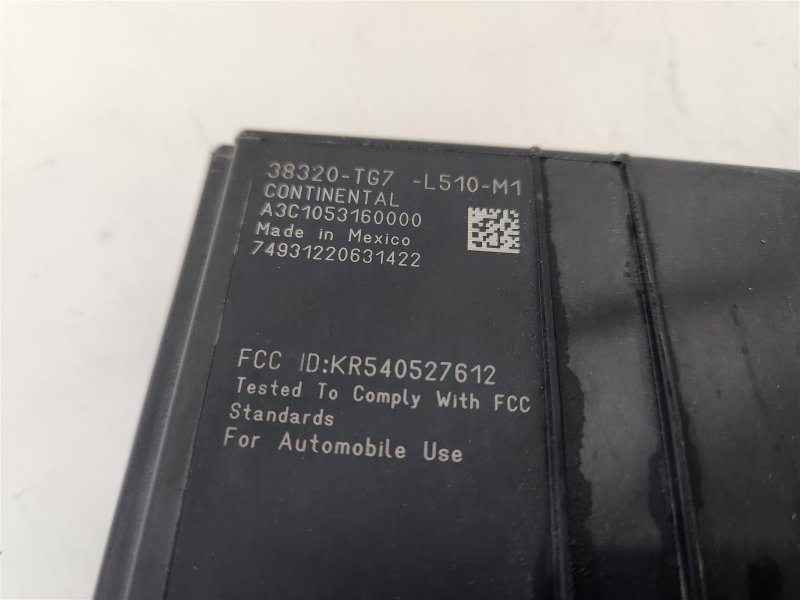 38320-TG7 -L510-M1
CONTINENTAL
A3C1053160000
Made in Mexico
74931220631422
FCC ID:KR540527612
Tested To Comply With FCC
Standards
For Automobile Use